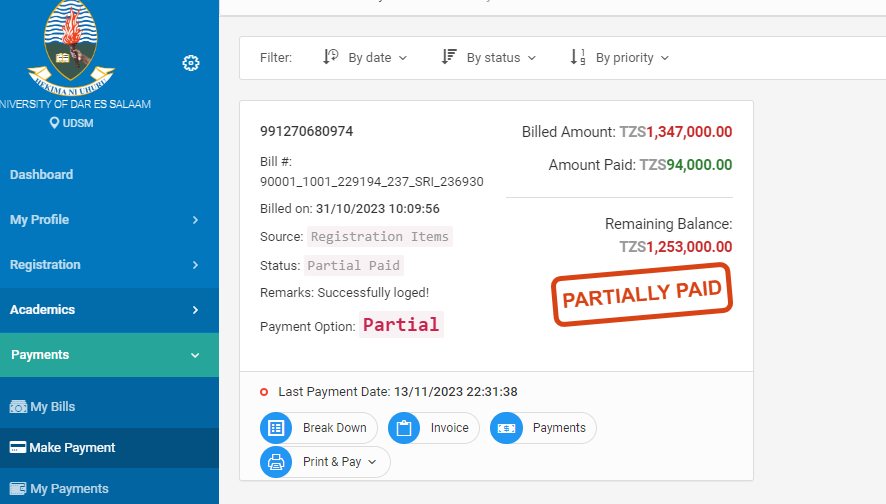 HEKIMA NI UHURU
NIVERSITY OF DAR ES SALAAM
UDSM
Dashboard
My Profile
Registration
Academics
Payments
My Bills
Make Payment
My Payments
Filter: By date By status By priority
991270680974
Bill #:
90001_1001_229194_237_SRI_236930
Billed on: 31/10/2023 10:09:56
Source: Registration Items
Status: Partial Paid
Remarks: Successfully loged!
Payment Option: Partial
Billed Amount: TZS1,347,000.00
Amount Paid: TZS94,000.00
Remaining Balance:
TZS1,253,000.00
PARTIALLY PAID
Last Payment Date: 13/11/2023 22:31:38
Break Down Invoice Payments
Print & Pay